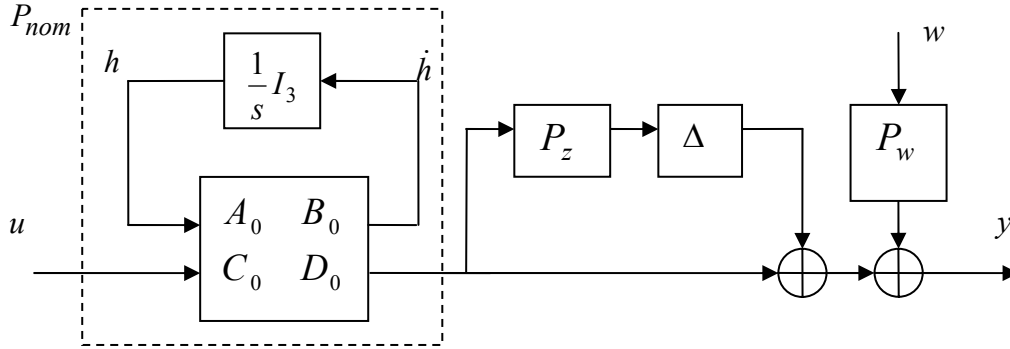 P_nom
h
1/s I_3
ḣ
w
P_z
Δ
P_w
A_0 B_0
C_0 D_0
u
y